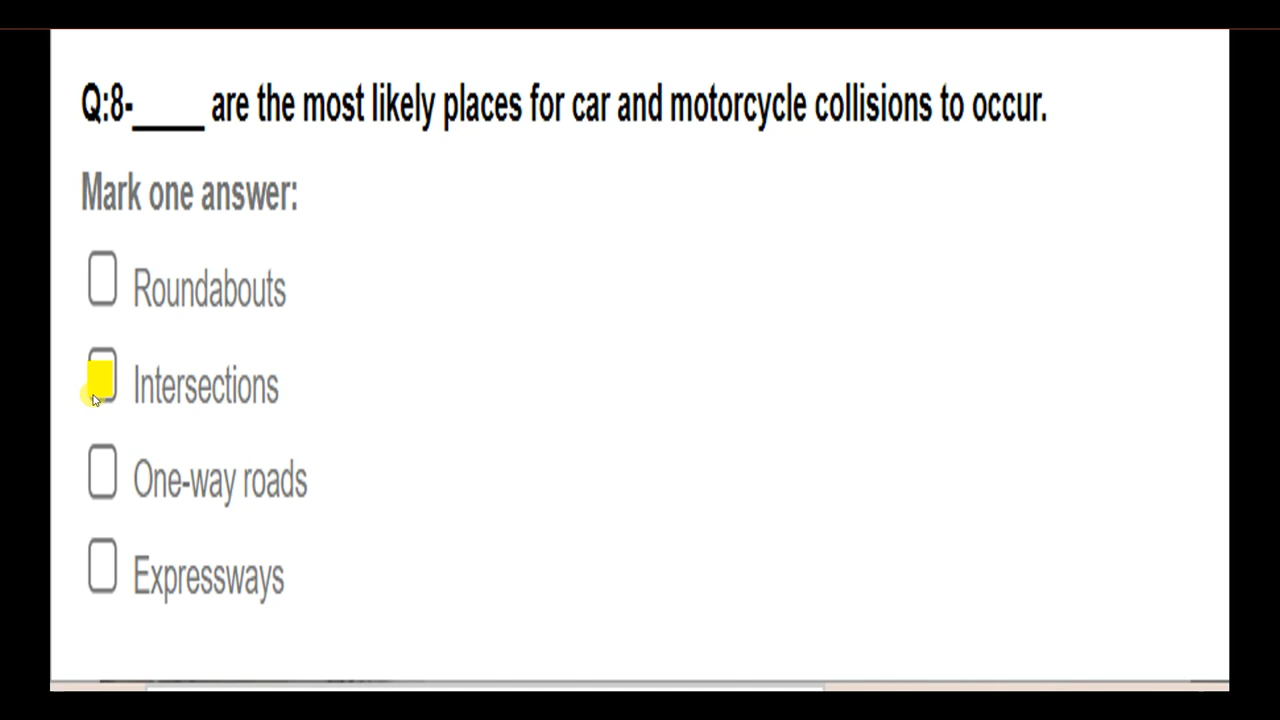 Q:8-____ are the most likely places for car and motorcycle collisions to occur.
Mark one answer:
Roundabouts
Intersections
One-way roads
Expressways